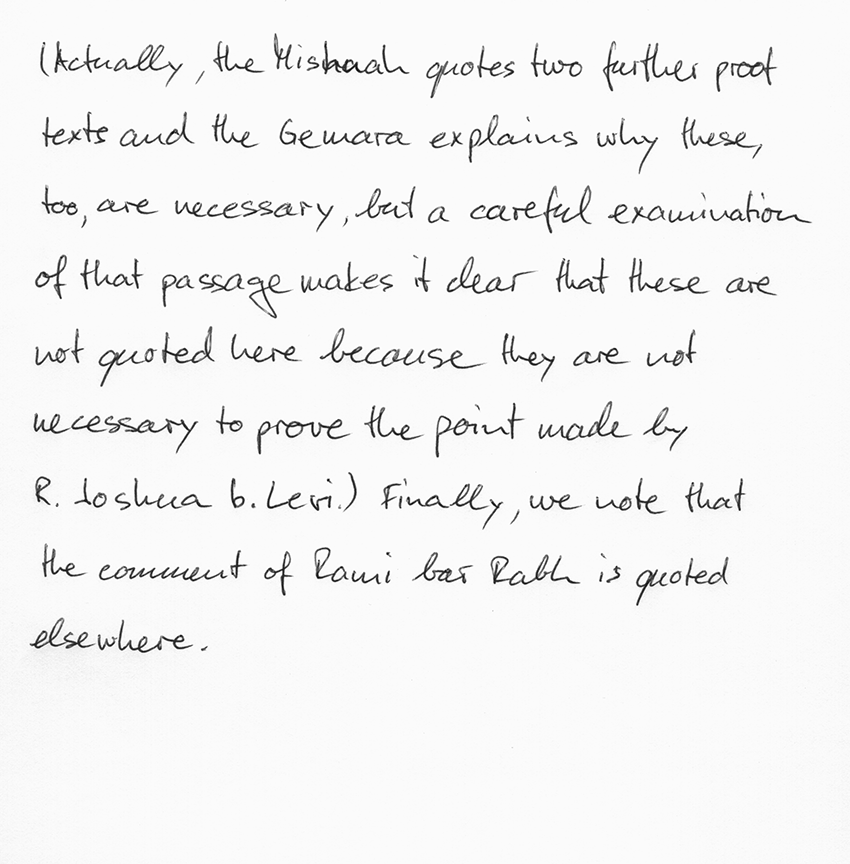 (Actually, the Mishnah quotes two further proof
texts and the Gemara explains why these,
too, are necessary, but a careful examination
of that passage makes it clear that these are
not quoted here because they are not
necessary to prove the point made by
R. Joshua b. Levi.) Finally, we note that
the comment of Rami bar Rabh is quoted
elsewhere.